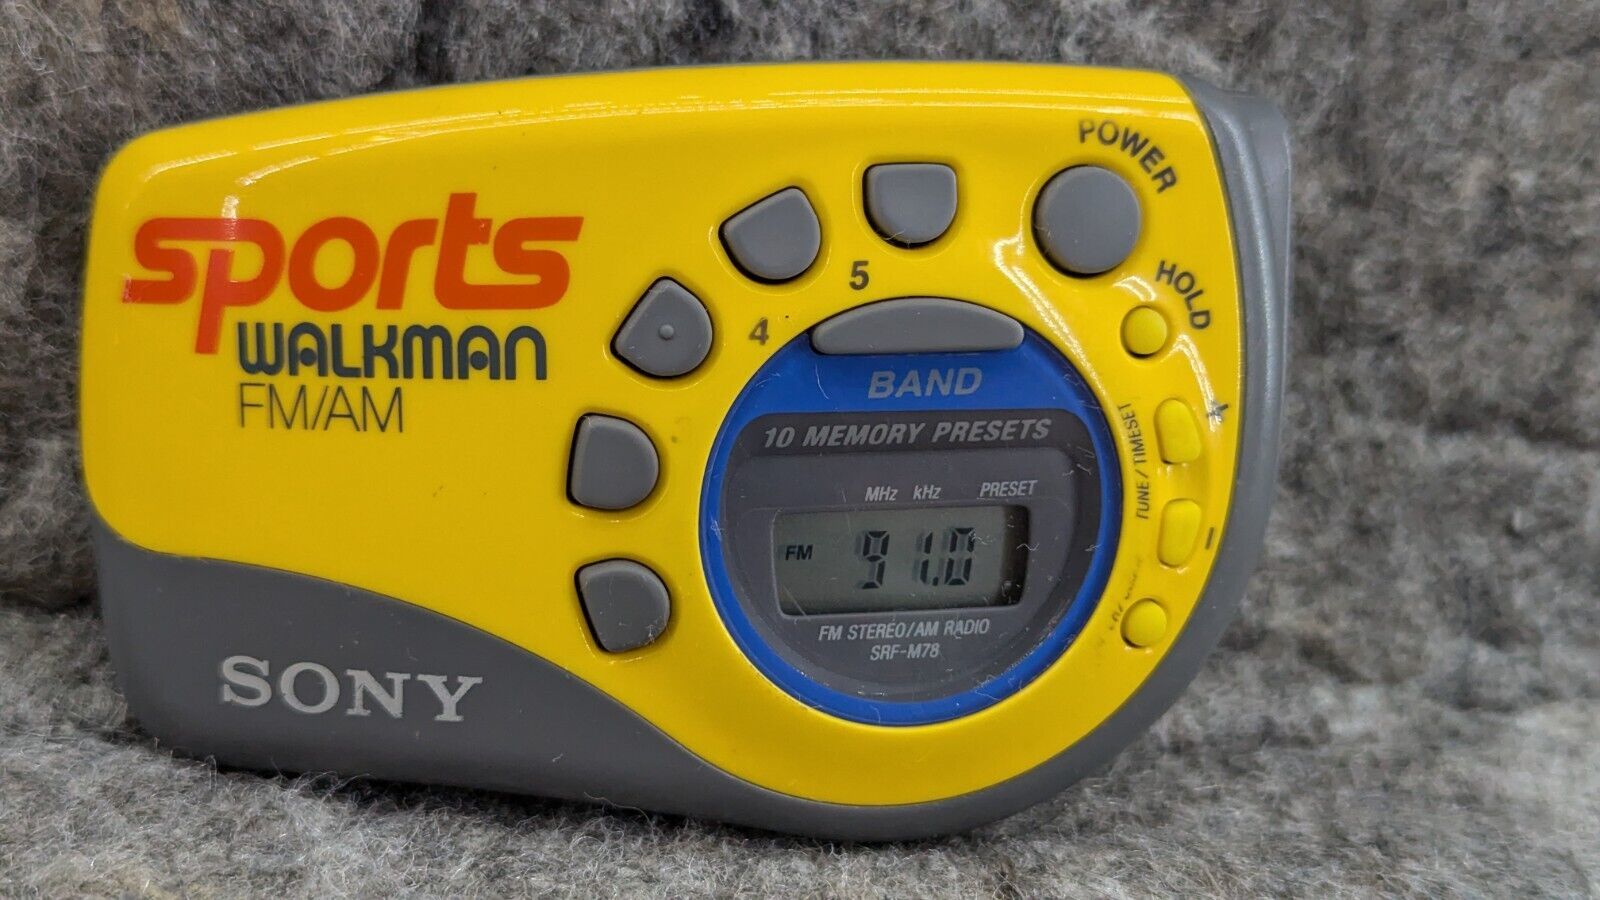 sports
WALKMAN
FM/AM
SONY
4
5
POWER
HOLD
BAND
10 MEMORY PRESETS
MHz kHz PRESET
FM 91.0
FM STEREO/AM RADIO
SRF-M78
+
TUNE/TIMESET
-